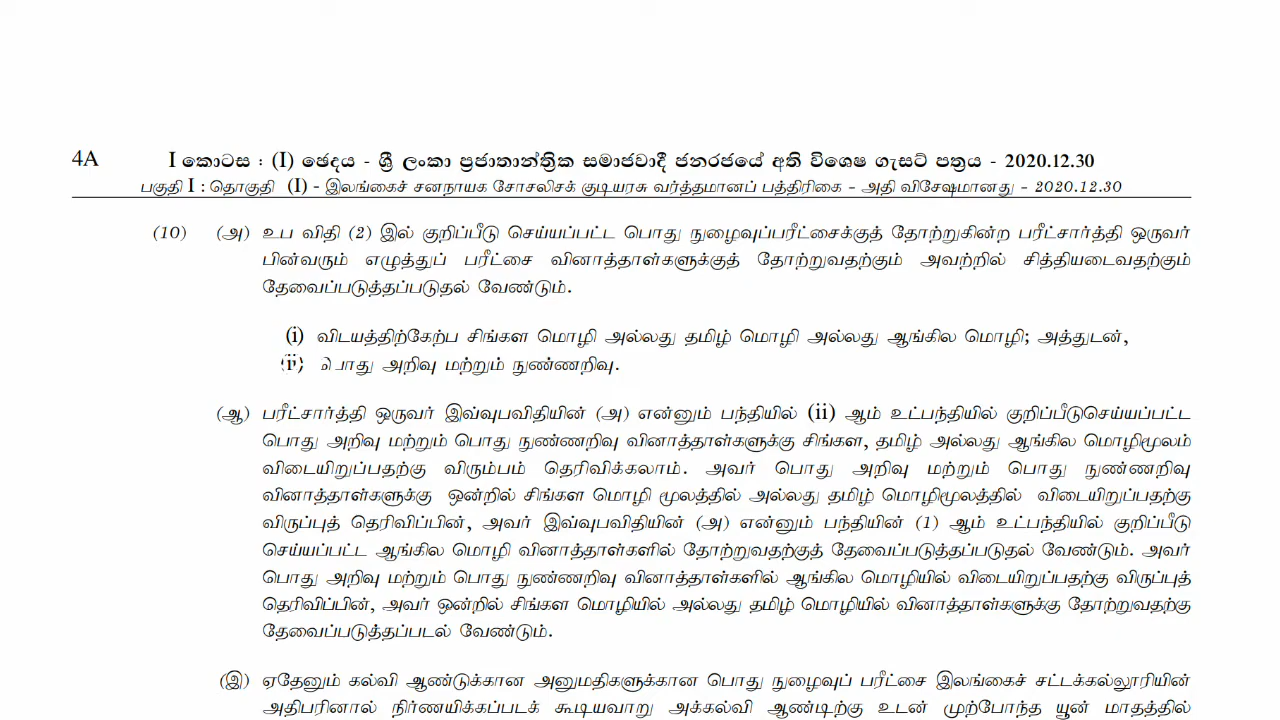 4A
I කොටස : (I) ඡෙදය - ශ්‍රී ලංකා ප්‍රජාතාන්ත්‍රික සමාජවාදී ජනරජයේ අති විශෙෂ ගැසට් පත්‍රය - 2020.12.30
பகுதி I : தொகுதி (I) - இலங்கைச் சனநாயக சோசலிசக் குடியரசு வர்த்தமானப் பத்திரிகை – அதி விசேஷமானது – 2020.12.30
(10) (அ) உப விதி (2) இல் குறிப்பீடு செய்யப்பட்ட பொது நுழைவுப்பரீட்சைக்குத் தோற்றுகின்ற பரீட்சார்த்தி ஒருவர்
பின்வரும் எழுத்துப் பரீட்சை வினாத்தாள்களுக்குத் தோற்றுவதற்கும் அவற்றில் சித்தியடைவதற்கும்
தேவைப்படுத்தப்படுதல் வேண்டும்.
(i) விடயத்திற்கேற்ப சிங்கள மொழி அல்லது தமிழ் மொழி அல்லது ஆங்கில மொழி; அத்துடன்,
(ii) பொது அறிவு மற்றும் நுண்ணறிவு.
(ஆ) பரீட்சார்த்தி ஒருவர் இவ்வுபவிதியின் (அ) என்னும் பந்தியில் (ii) ஆம் உட்பந்தியில் குறிப்பீடுசெய்யப்பட்ட
பொது அறிவு மற்றும் பொது நுண்ணறிவு வினாத்தாள்களுக்கு சிங்கள, தமிழ் அல்லது ஆங்கில மொழிமூலம்
விடையிறுப்பதற்கு விரும்பம் தெரிவிக்கலாம். அவர் பொது அறிவு மற்றும் பொது நுண்ணறிவு
வினாத்தாள்களுக்கு ஒன்றில் சிங்கள மொழி மூலத்தில் அல்லது தமிழ் மொழிமூலத்தில் விடையிறுப்பதற்கு
விருப்புத் தெரிவிப்பின், அவர் இவ்வுபவிதியின் (அ) என்னும் பந்தியின் (1) ஆம் உட்பந்தியில் குறிப்பீடு
செய்யப்பட்ட ஆங்கில மொழி வினாத்தாள்களில் தோற்றுவதற்குத் தேவைப்படுத்தப்படுதல் வேண்டும். அவர்
பொது அறிவு மற்றும் பொது நுண்ணறிவு வினாத்தாள்களில் ஆங்கில மொழியில் விடையிறுப்பதற்கு விருப்புத்
தெரிவிப்பின், அவர் ஒன்றில் சிங்கள மொழியில் அல்லது தமிழ் மொழியில் வினாத்தாள்களுக்கு தோற்றுவதற்கு
தேவைப்படுத்தப்படல் வேண்டும்.
(இ) ஏதேனும் கல்வி ஆண்டுக்கான அனுமதிகளுக்கான பொது நுழைவுப் பரீட்சை இலங்கைச் சட்டக்கல்லூரியின்
அதிபரினால் நிர்ணயிக்கப்படக் கூடியவாறு அக்கல்வி ஆண்டிற்கு உடன் முற்போந்த யூன் மாதத்தில்